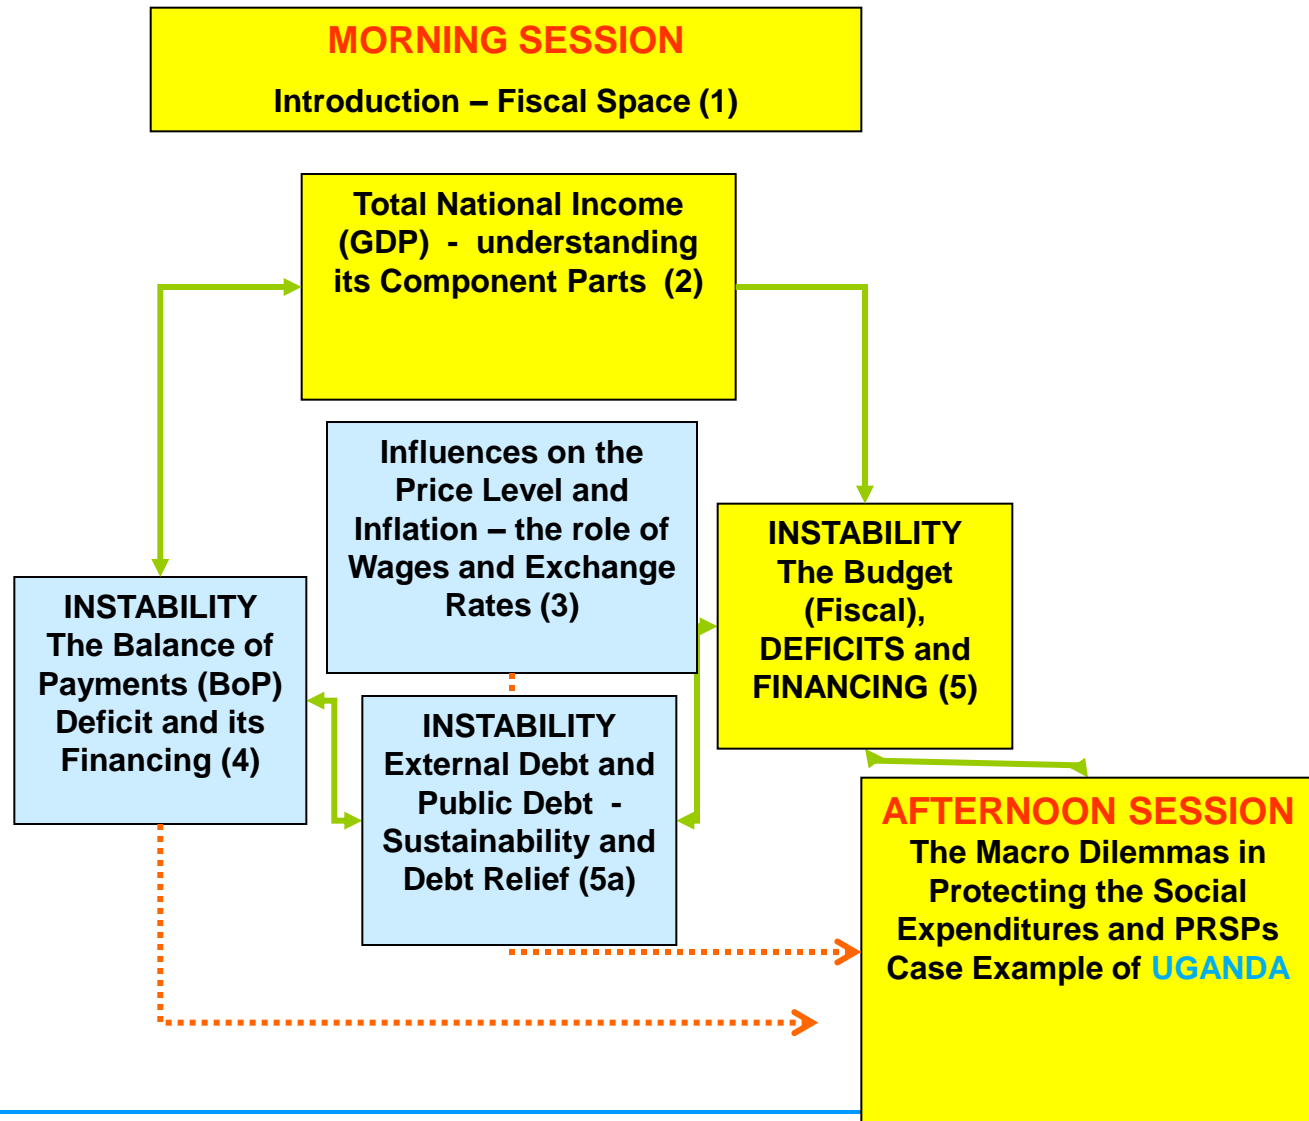 MORNING SESSION
Introduction – Fiscal Space (1)
Total National Income
(GDP) - understanding
its Component Parts (2)
Influences on the
Price Level and
Inflation – the role of
Wages and Exchange
Rates (3)
INSTABILITY
The Budget
(Fiscal),
DEFICITS and
FINANCING (5)
INSTABILITY
The Balance of
Payments (BoP)
Deficit and its
Financing (4)
INSTABILITY
External Debt and
Public Debt -
Sustainability and
Debt Relief (5a)
AFTERNOON SESSION
The Macro Dilemmas in
Protecting the Social
Expenditures and PRSPs
Case Example of UGANDA